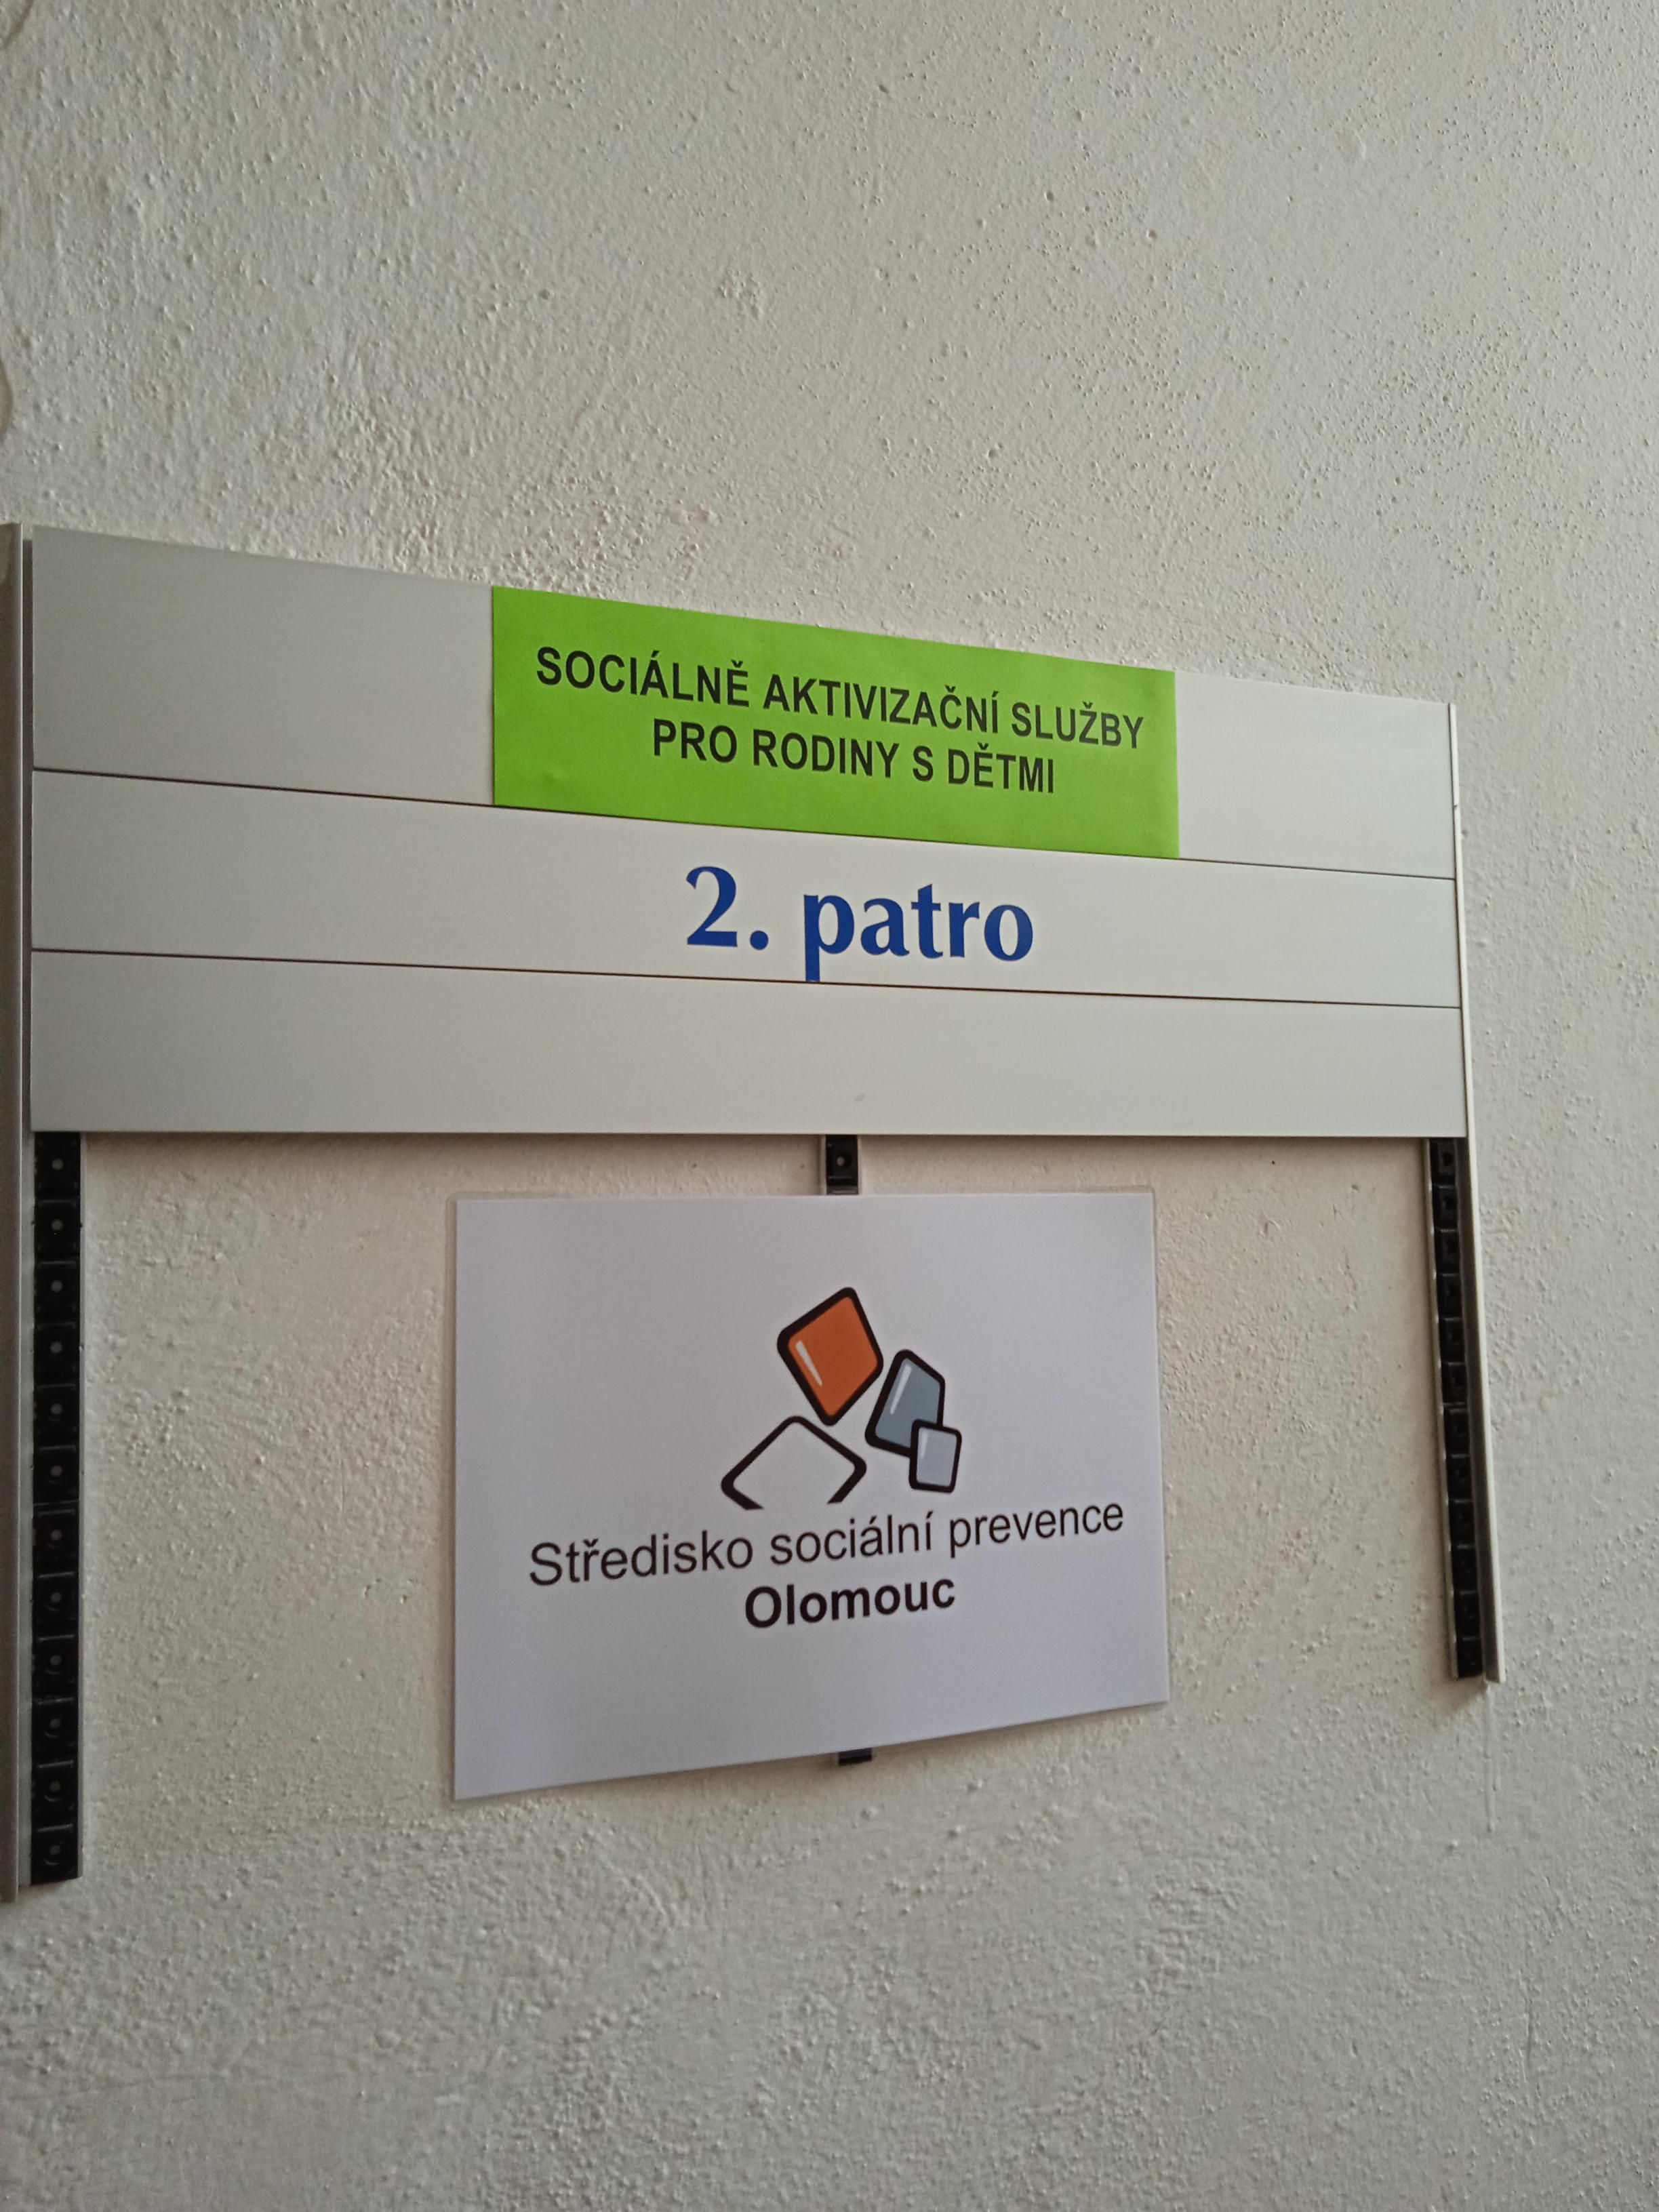 SOCIÁLNĚ AKTIVIZAČNÍ SLUŽBY
PRO RODINY S DĚTMI
2. patro
Středisko sociální prevence
Olomouc